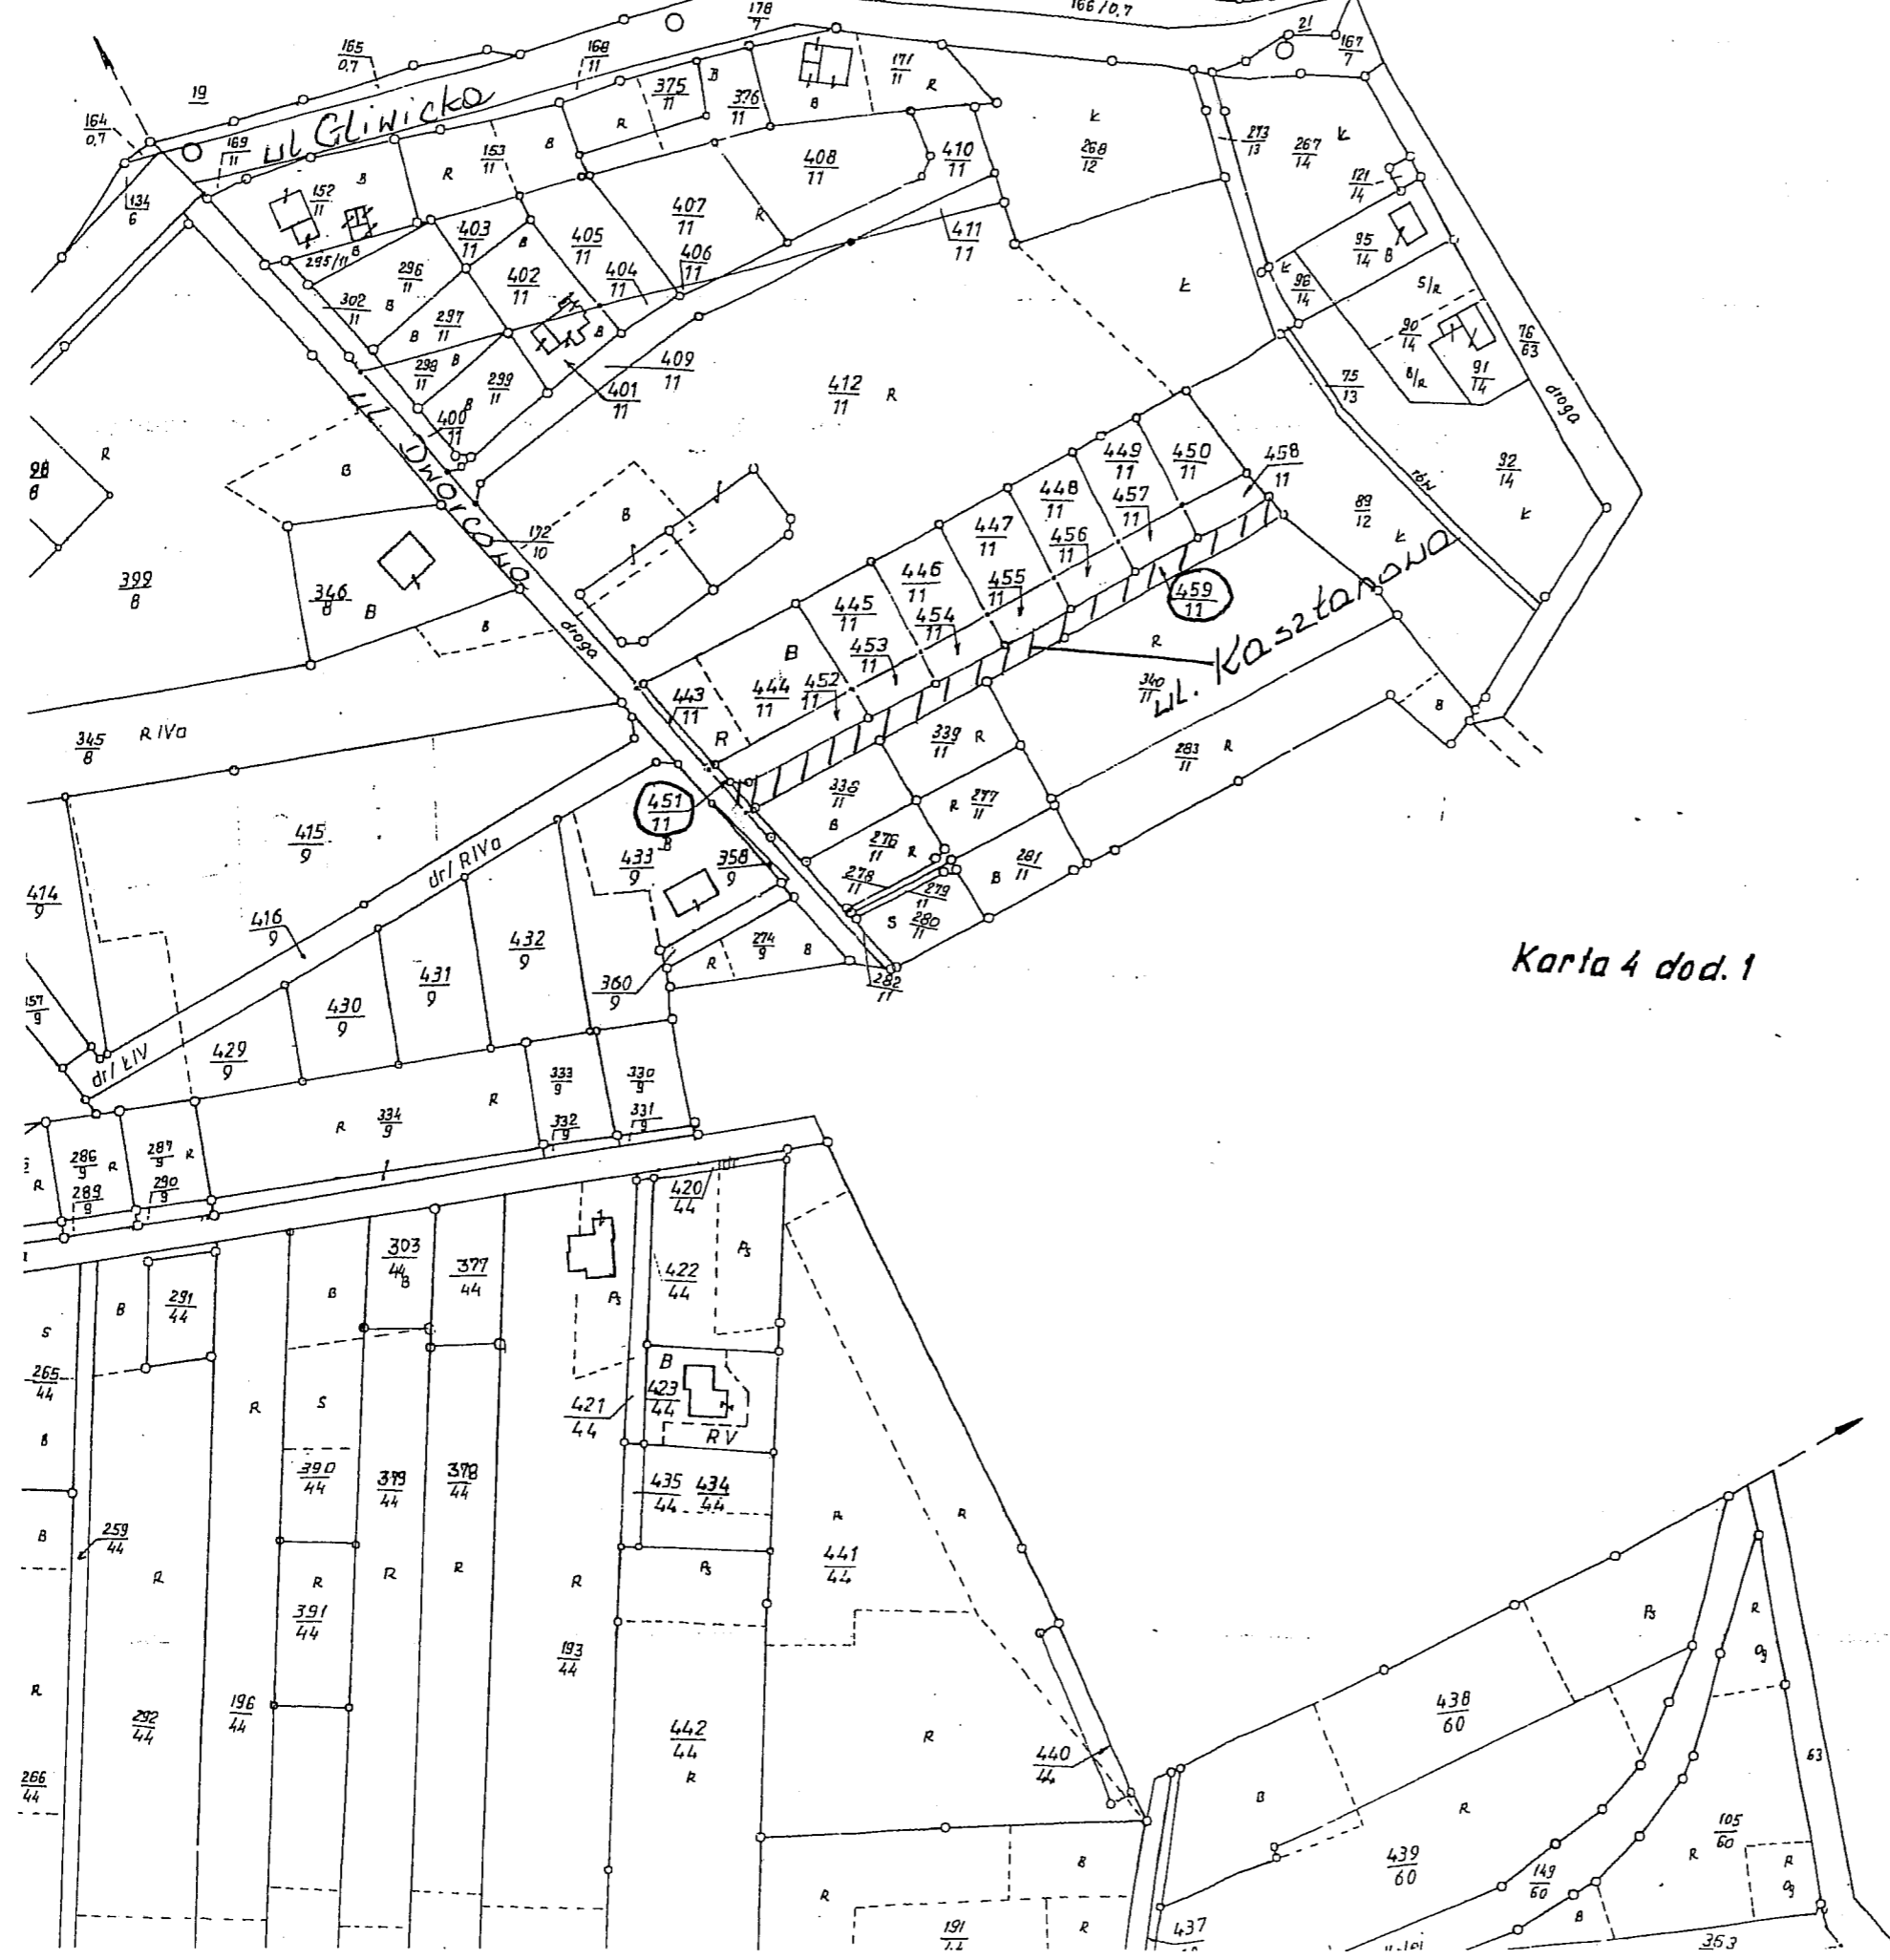 178/7
166/0,7
165/0,7
168/11
21
167/7
19
375/11
B
376/11
171/11
R
164/0,7
169/11
ul Gliwicka
R
B
Ł
273/13
267/14
Ł
134/6
152/11
B
R
153/11
B
408/11
410/11
268/12
121/14
403/11
405/11
407/11
R
411/11
95/14
B
295/11
B
296/11
402/11
B
404/11
406/11
Ł
96/14
Ł
S/R
302/11
B
297/11
B
B
90/14
76/63
298/11
B
299/11
B
409/11
401/11
412/11
R
75/13
B/R
91/14
droga
400/11
ul. Dworcowa
R
98/8
B
449/11
450/11
458/11
92/14
rów
Ł
172/10
B
448/11
457/11
89/12
Ł
447/11
456/11
399/8
346/8
B
B
446/11
455/11
459/11
445/11
454/11
droga
B
453/11
R
ul. Kasztanowa
443/11
444/11
452/11
340/11
B
345/8
R IVa
R
339/11
R
283/11
R
451/11
338/11
B
R
277/11
415/9
B
433/9
358/9
276/11
R
281/11
B
dr/ RIVa
278/11
279/11
414/9
416/9
432/9
S
280/11
274/9
B
R
431/9
360/9
282/11
Karta 4 dod. 1
157/9
430/9
429/9
dr/ ŁIV
333/9
330/9
R
334/9
R
332/9
331/9
286/9
R
287/9
R
R
289/9
290/9
420/44
303/44
B
377/44
422/44
Ps
B
291/44
B
Ps
S
265/44
B
423/44
421/44
R V
R
S
B
390/44
379/44
378/44
435/44
434/44
B
259/44
R
R
441/44
R
R
391/44
R
R
R
Ps
193/44
R
Ps
R
Og
292/44
196/44
442/44
R
R
438/60
266/44
440/44
63
B
R
105/60
R
439/60
149/60
R
Og
B
R
191/44
R
437
B
353